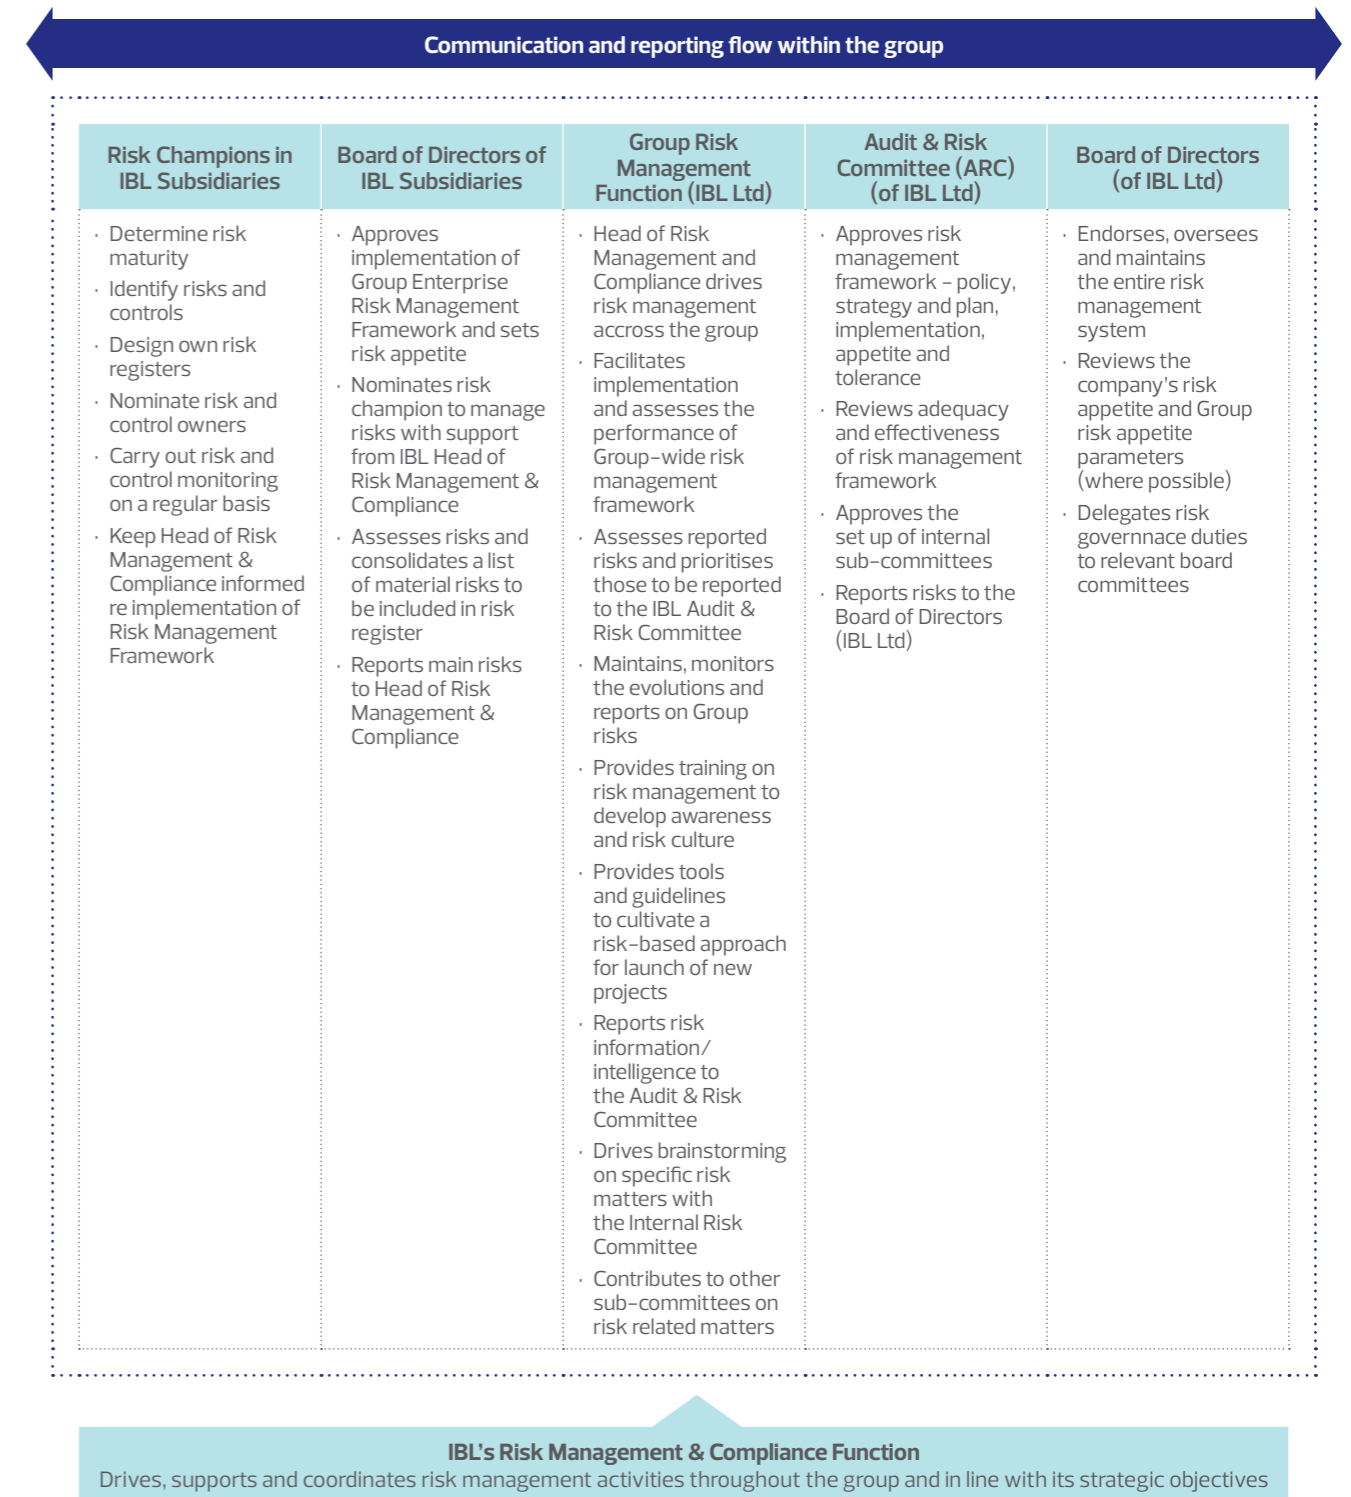 Communication and reporting flow within the group
Risk Champions in
IBL Subsidiaries
· Determine risk
maturity
· Identify risks and
controls
· Design own risk
registers
· Nominate risk and
control owners
· Carry out risk and
control monitoring
on a regular basis
· Keep Head of Risk
Management &
Compliance informed
re implementation of
Risk Management
Framework
Board of Directors of
IBL Subsidiaries
· Approves
implementation of
Group Enterprise
Risk Management
Framework and sets
risk appetite
· Nominates risk
champion to manage
risks with support
from IBL Head of
Risk Management &
Compliance
· Assesses risks and
consolidates a list
of material risks to
be included in risk
register
· Reports main risks
to Head of Risk
Management &
Compliance
Group Risk
Management
Function (IBL Ltd)
· Head of Risk
Management and
Compliance drives
risk management
accross the group
· Facilitates
implementation
and assesses the
performance of
Group-wide risk
management
framework
· Assesses reported
risks and prioritises
those to be reported
to the IBL Audit &
Risk Committee
· Maintains, monitors
the evolutions and
reports on Group
risks
· Provides training on
risk management to
develop awareness
and risk culture
· Provides tools
and guidelines
to cultivate a
risk-based approach
for launch of new
projects
· Reports risk
information/
intelligence to
the Audit & Risk
Committee
· Drives brainstorming
on specific risk
matters with
the Internal Risk
Committee
· Contributes to other
sub-committees on
risk related matters
Audit & Risk
Committee (ARC)
(of IBL Ltd)
· Approves risk
management
framework – policy,
strategy and plan,
implementation,
appetite and
tolerance
· Reviews adequacy
and effectiveness
of risk management
framework
· Approves the
set up of internal
sub-committees
· Reports risks to the
Board of Directors
(IBL Ltd)
Board of Directors
(of IBL Ltd)
· Endorses, oversees
and maintains
the entire risk
management
system
· Reviews the
company's risk
appetite and Group
risk appetite
parameters
(where possible)
· Delegates risk
governnace duties
to relevant board
committees
IBL's Risk Management & Compliance Function
Drives, supports and coordinates risk management activities throughout the group and in line with its strategic objectives